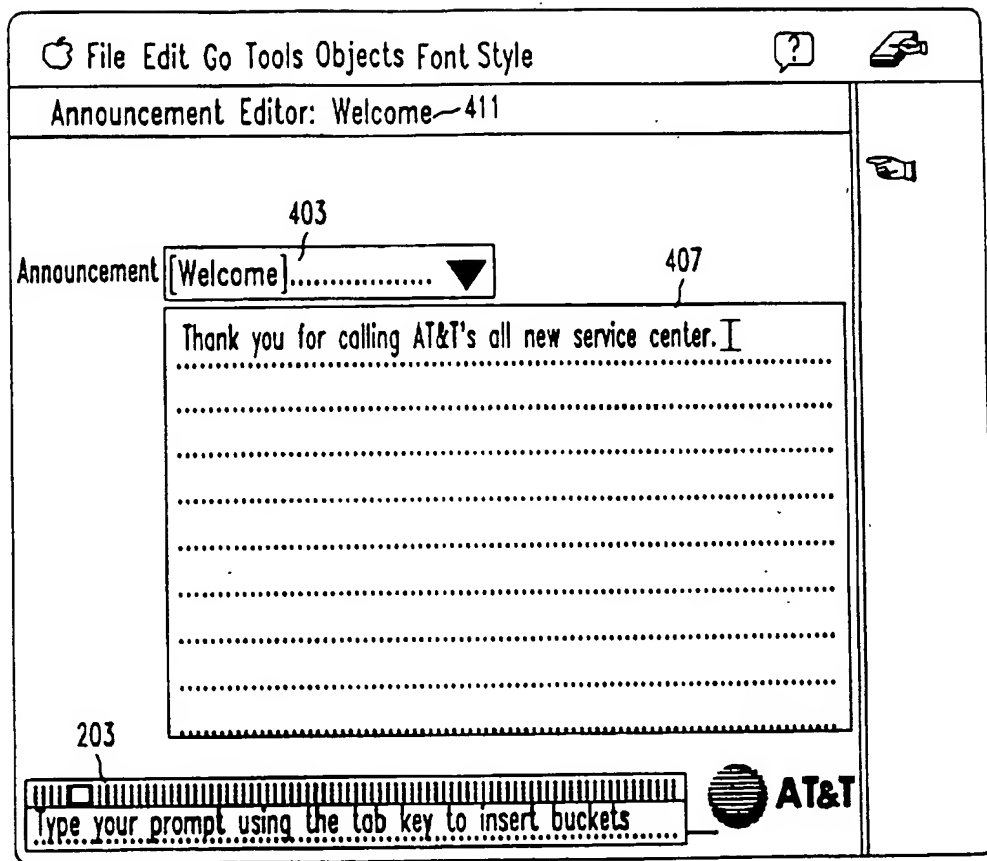 File Edit Go Tools Objects Font Style ?
Announcement Editor: Welcome 411
403
Announcement [Welcome]..................
407
Thank you for calling AT&T's all new service center.
203
Type your prompt using the tab key to insert buckets
AT&T